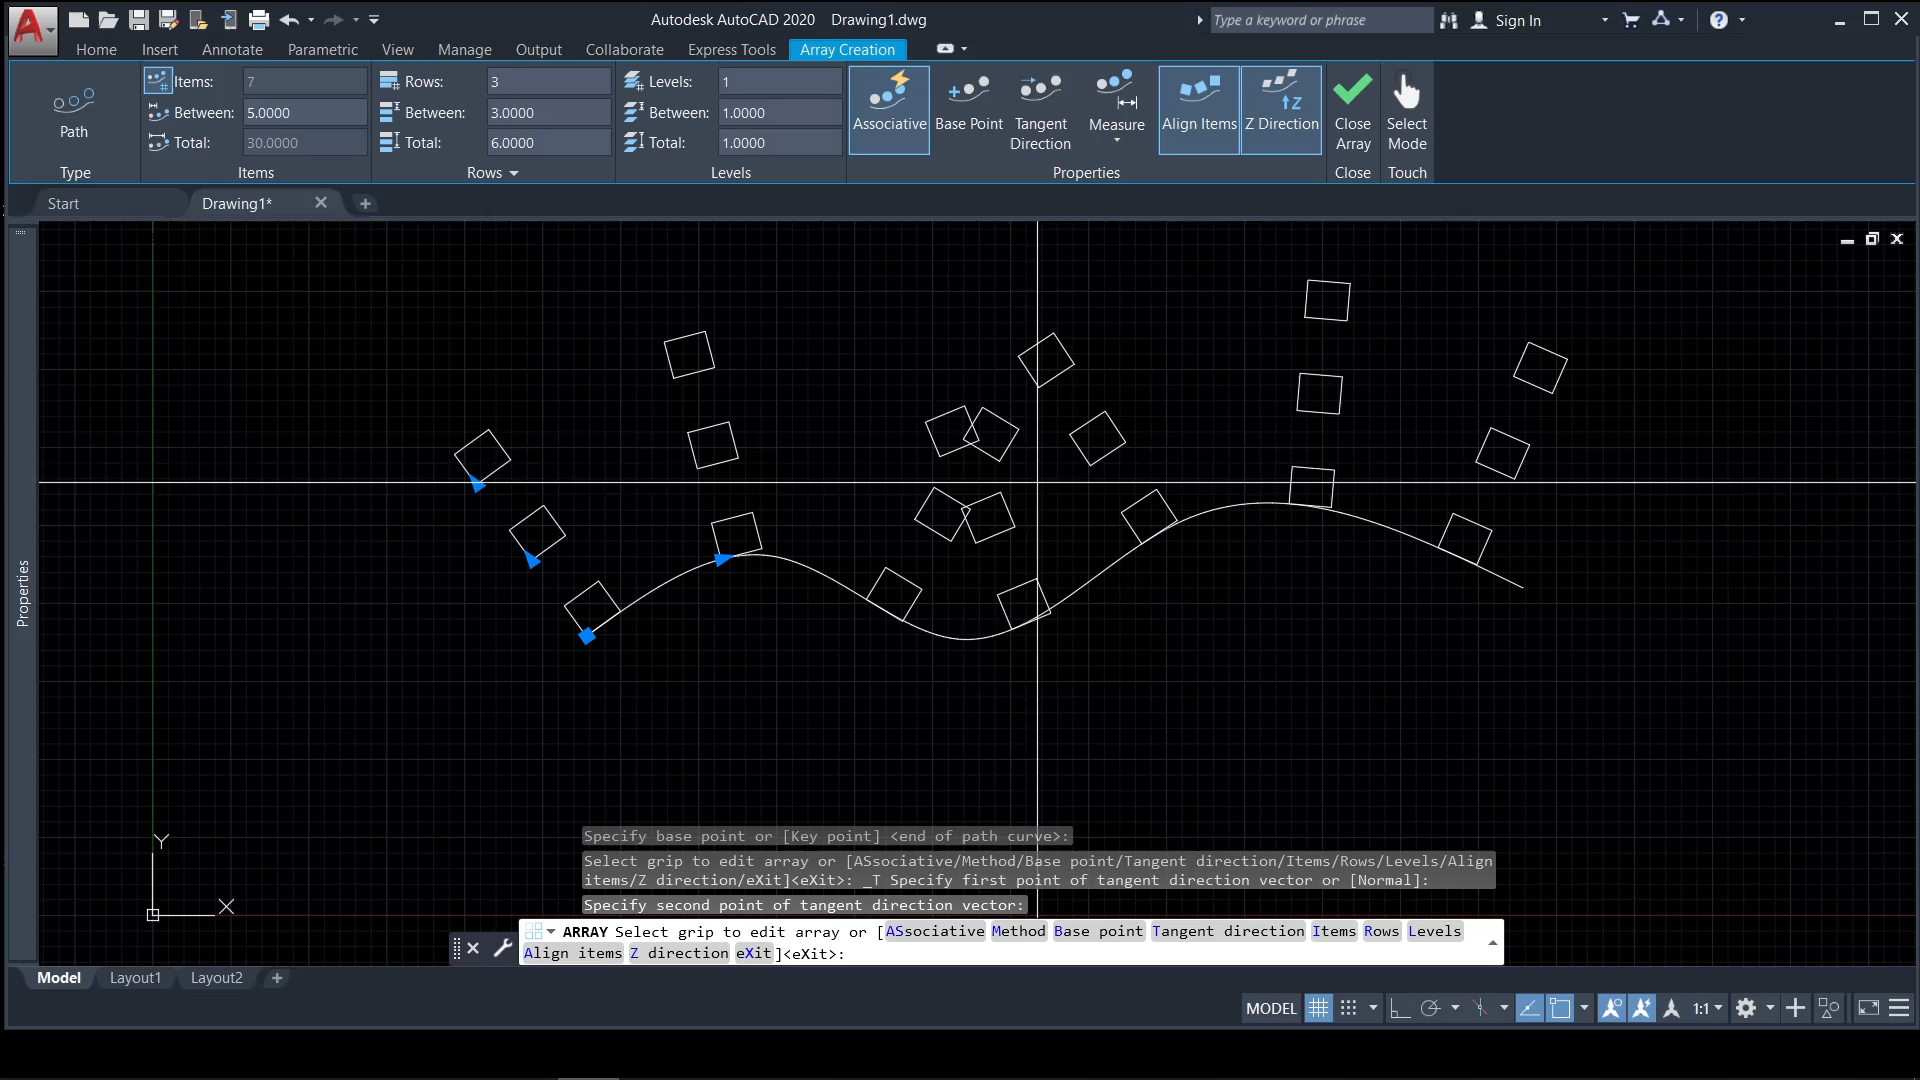 Autodesk AutoCAD 2020 Drawing1.dwg
Type a keyword or phrase
Sign In
Home Insert Annotate Parametric View Manage Output Collaborate Express Tools Array Creation
Path
Type
Items: 7
Between: 5.0000
Total: 30.0000
Items
Rows: 3
Between: 3.0000
Total: 6.0000
Rows
Levels: 1
Between: 1.0000
Total: 1.0000
Levels
Associative
Base Point
Tangent
Direction
Measure
Align Items
Z Direction
Properties
Close
Array
Close
Select
Mode
Touch
Start
Drawing1*
Properties
Y
X
Specify base point or [Key point] <end of path curve>:
Select grip to edit array or [ASsociative/Method/Base point/Tangent direction/Items/Rows/Levels/Align
items/Z direction/eXit]<eXit>: _T Specify first point of tangent direction vector or [Normal]:
Specify second point of tangent direction vector:
ARRAY Select grip to edit array or [ASsociative Method Base point Tangent direction Items Rows Levels
Align items Z direction eXit]<eXit>:
Model Layout1 Layout2
MODEL
1:1